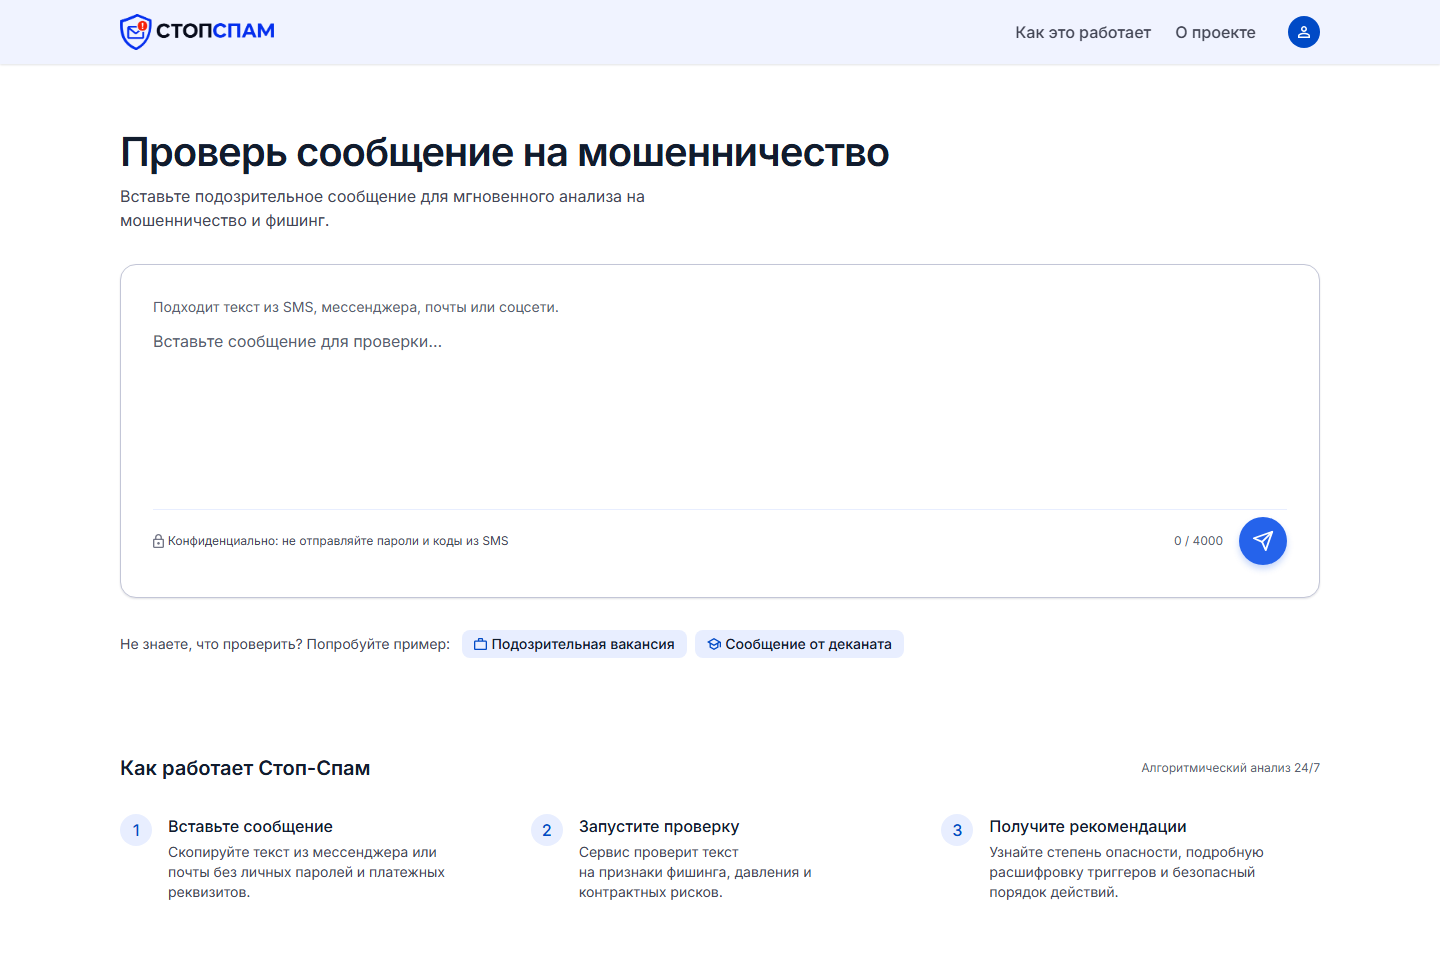 СТОПСПАМ
Как это работает
О проекте
Проверь сообщение на мошенничество
Вставьте подозрительное сообщение для мгновенного анализа на
мошенничество и фишинг.
Подходит текст из SMS, мессенджера, почты или соцсети.
Вставьте сообщение для проверки...
Конфиденциально: не отправляйте пароли и коды из SMS
0 / 4000
Не знаете, что проверить? Попробуйте пример:
Подозрительная вакансия
Сообщение от деканата
Как работает Стоп-Спам
Алгоритмический анализ 24/7
1
Вставьте сообщение
Скопируйте текст из мессенджера или
почты без личных паролей и платежных
реквизитов.
2
Запустите проверку
Сервис проверит текст
на признаки фишинга, давления и
контрактных рисков.
3
Получите рекомендации
Узнайте степень опасности, подробную
расшифровку триггеров и безопасный
порядок действий.